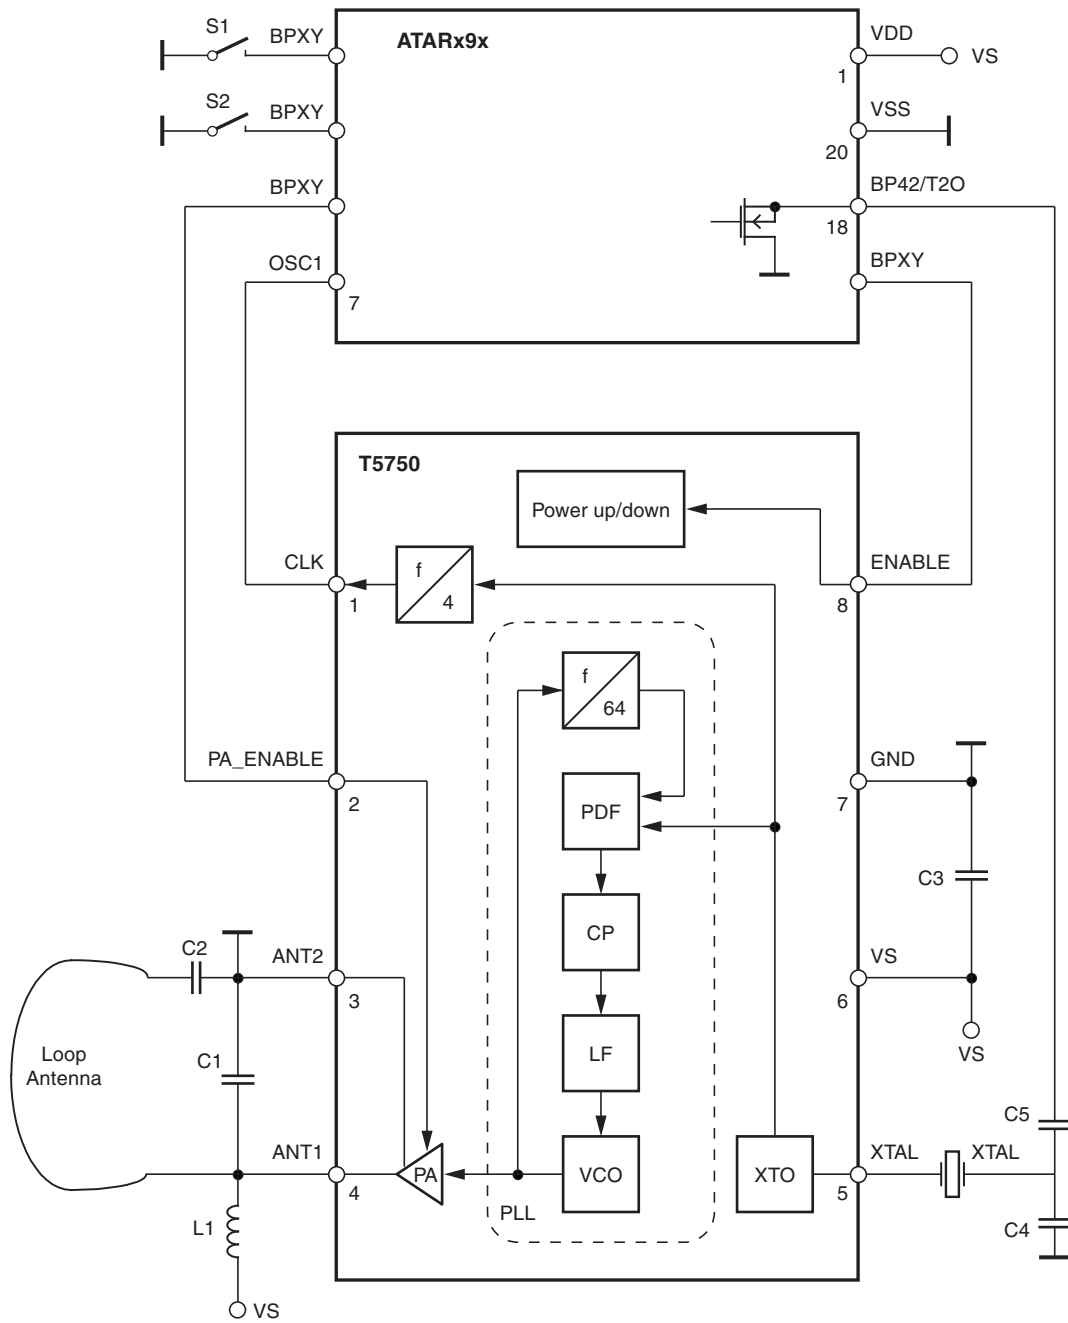 S1
BPXY
ATARx9x
VDD
1
VS
S2
BPXY
VSS
20
BPXY
BP42/T2O
18
OSC1
7
BPXY
T5750
Power up/down
CLK
1
f
4
ENABLE
8
f
64
PA_ENABLE
2
GND
7
PDF
C3
CP
C2
ANT2
3
VS
6
Loop
Antenna
C1
LF
VS
C5
ANT1
4
PA
VCO
XTO
XTAL
5
XTAL
PLL
L1
C4
VS